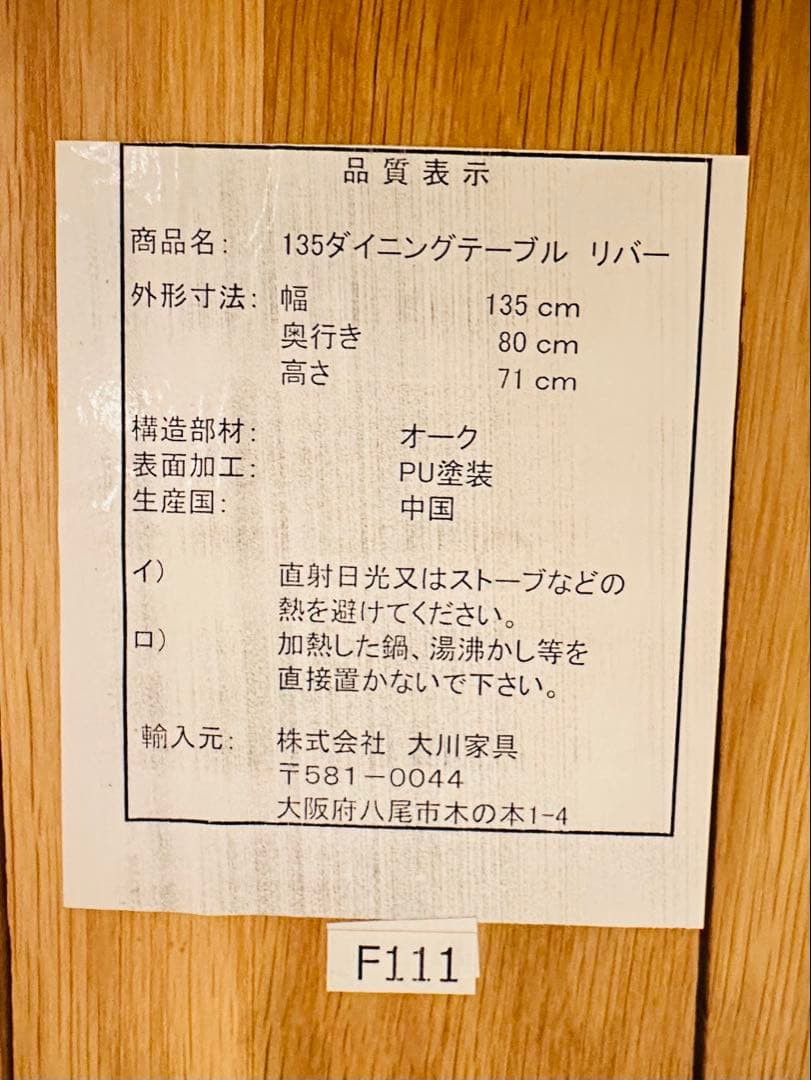 品質表示
商品名： 135ダイニングテーブル リバー
外形寸法： 幅 135 cm
奥行き 80 cm
高さ 71 cm
構造部材： オーク
表面加工： PU塗装
生産国： 中国
イ） 直射日光又はストーブなどの
熱を避けてください。
ロ） 加熱した鍋、湯沸かし等を
直接置かないで下さい。
輸入元： 株式会社 大川家具
〒581－0044
大阪府八尾市木の本1-4
F111